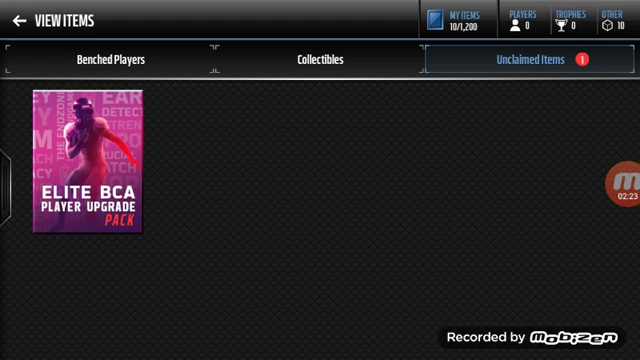 VIEW ITEMS
MY ITEMS
10/1,200
PLAYERS
0
TROPHIES
0
OTHER
10
Benched Players
Collectibles
Unclaimed Items
1
ELITE BCA
PLAYER UPGRADE
PACK
02:23
Recorded by mobizen